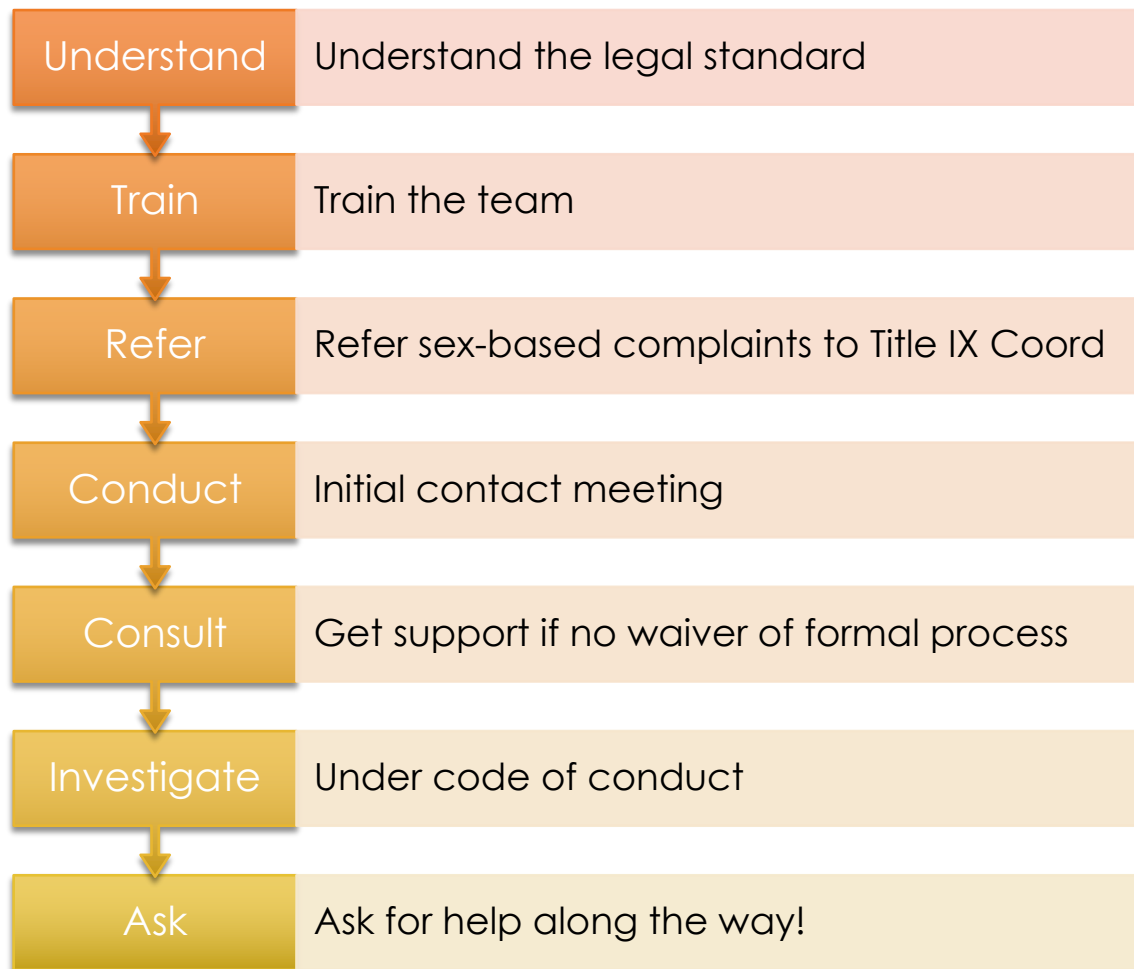 Understand
Understand the legal standard
Train
Train the team
Refer
Refer sex-based complaints to Title IX Coord
Conduct
Initial contact meeting
Consult
Get support if no waiver of formal process
Investigate
Under code of conduct
Ask
Ask for help along the way!